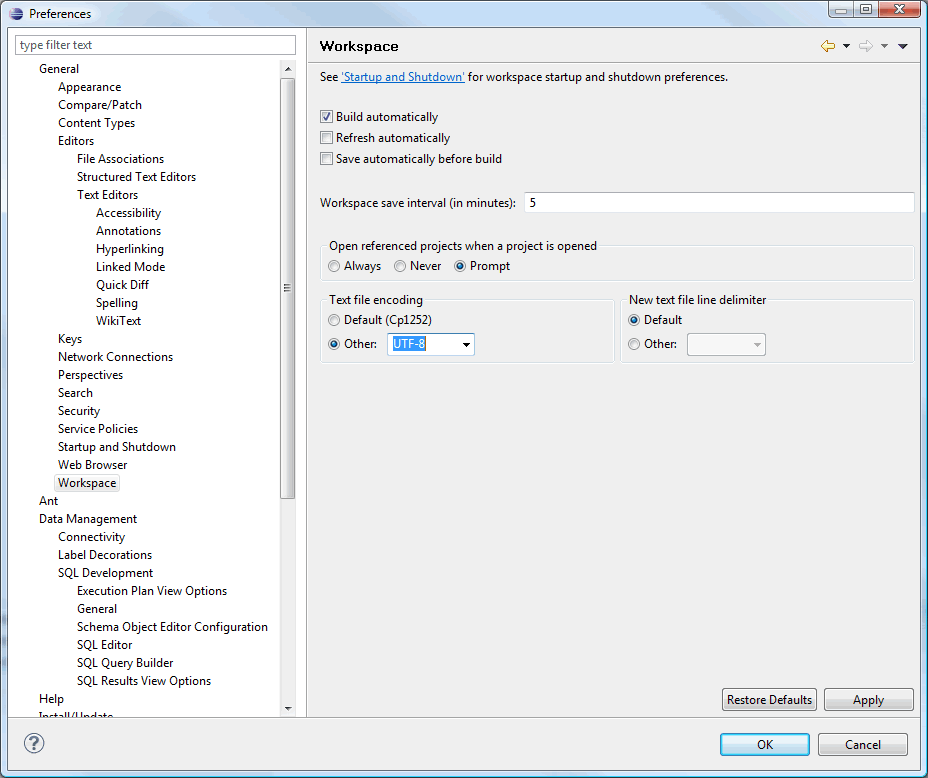 Preferences
type filter text
General
Appearance
Compare/Patch
Content Types
Editors
File Associations
Structured Text Editors
Text Editors
Accessibility
Annotations
Hyperlinking
Linked Mode
Quick Diff
Spelling
WikiText
Keys
Network Connections
Perspectives
Search
Security
Service Policies
Startup and Shutdown
Web Browser
Workspace
Ant
Data Management
Connectivity
Label Decorations
SQL Development
Execution Plan View Options
General
Schema Object Editor Configuration
SQL Editor
SQL Query Builder
SQL Results View Options
Help
Install/Update
Workspace
See 'Startup and Shutdown' for workspace startup and shutdown preferences.
Build automatically
Refresh automatically
Save automatically before build
Workspace save interval (in minutes): 5
Open referenced projects when a project is opened
Always Never Prompt
Text file encoding
Default (Cp1252)
Other: UTF-8
New text file line delimiter
Default
Other:
Restore Defaults Apply
? OK Cancel